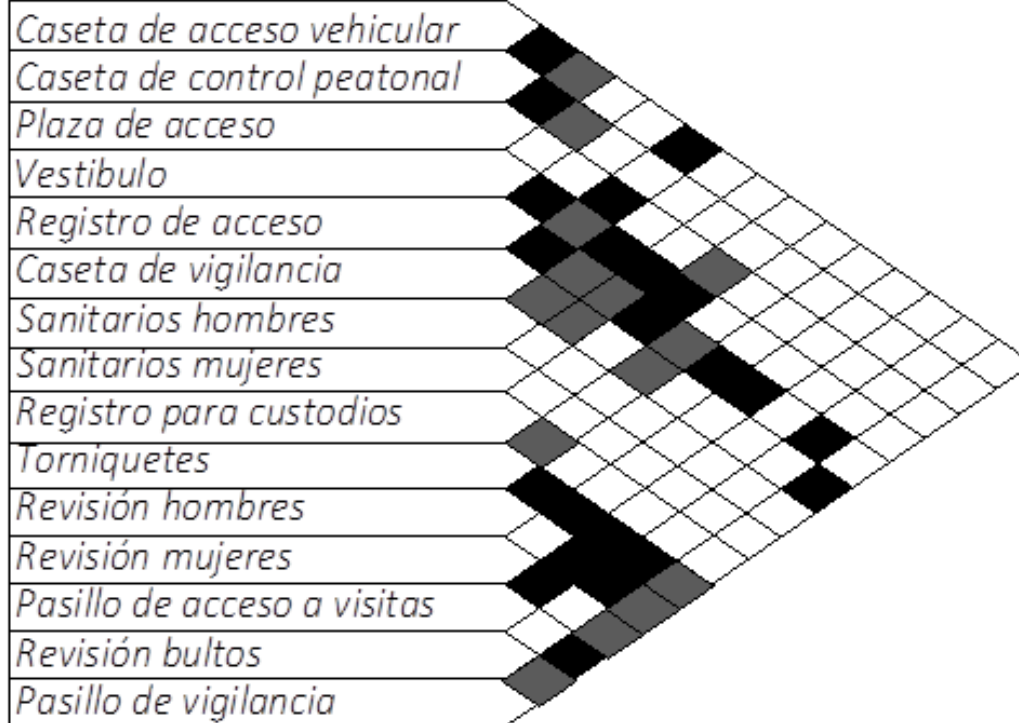 Caseta de acceso vehicular
Caseta de control peatonal
Plaza de acceso
Vestibulo
Registro de acceso
Caseta de vigilancia
Sanitarios hombres
Sanitarios mujeres
Registro para custodios
Torniquetes
Revisión hombres
Revisión mujeres
Pasillo de acceso a visitas
Revisión bultos
Pasillo de vigilancia